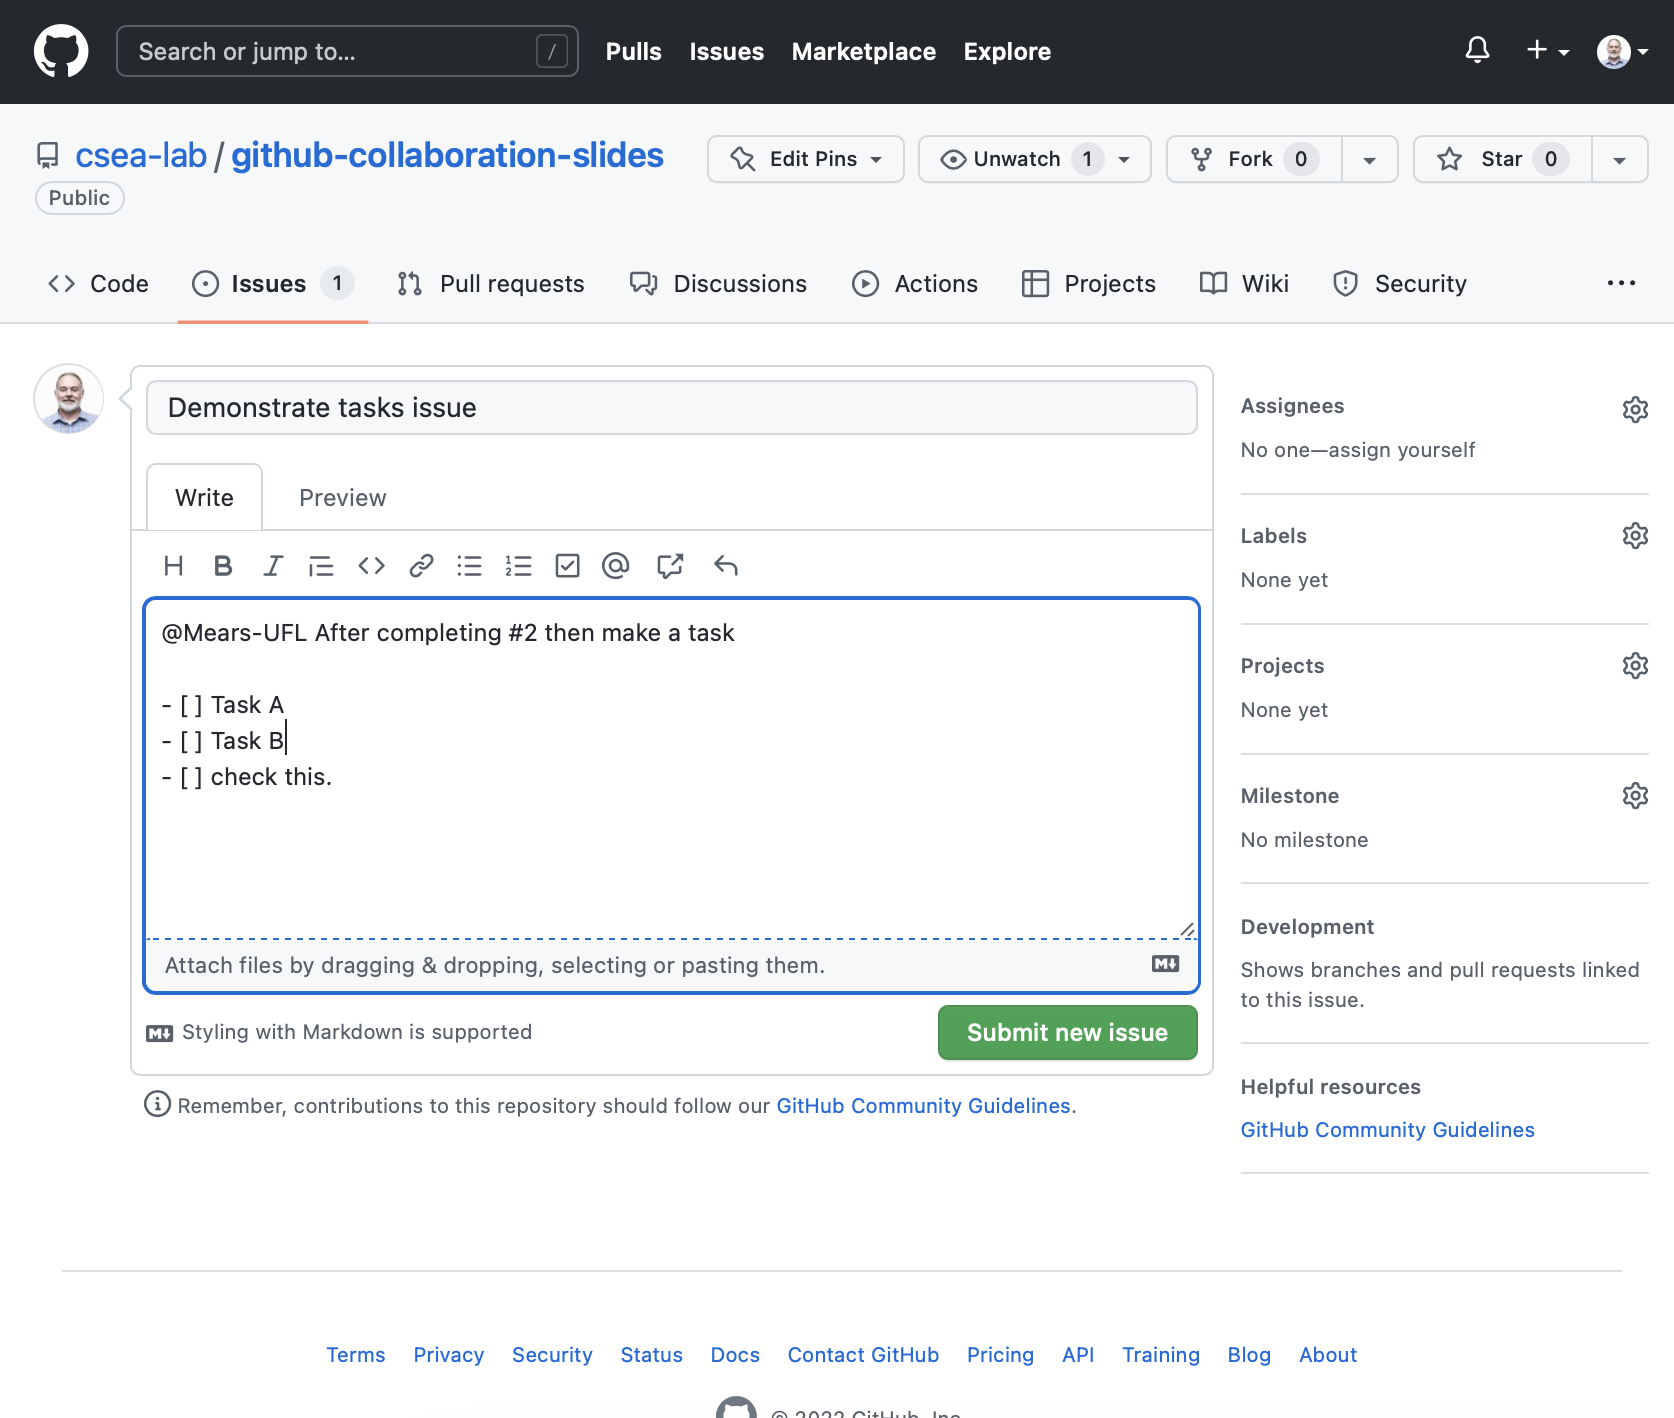 Search or jump to... /
Pulls Issues Marketplace Explore
csea-lab / github-collaboration-slides
Public
Edit Pins
Unwatch 1
Fork 0
Star 0
Code
Issues 1
Pull requests
Discussions
Actions
Projects
Wiki
Security
Demonstrate tasks issue
Write Preview
@Mears-UFL After completing #2 then make a task
- [ ] Task A
- [ ] Task B
- [ ] check this.
Attach files by dragging & dropping, selecting or pasting them.
Styling with Markdown is supported
Submit new issue
Remember, contributions to this repository should follow our GitHub Community Guidelines.
Assignees
No one—assign yourself
Labels
None yet
Projects
None yet
Milestone
No milestone
Development
Shows branches and pull requests linked
to this issue.
Helpful resources
GitHub Community Guidelines
Terms Privacy Security Status Docs Contact GitHub Pricing API Training Blog About
© 2022 GitHub, Inc.